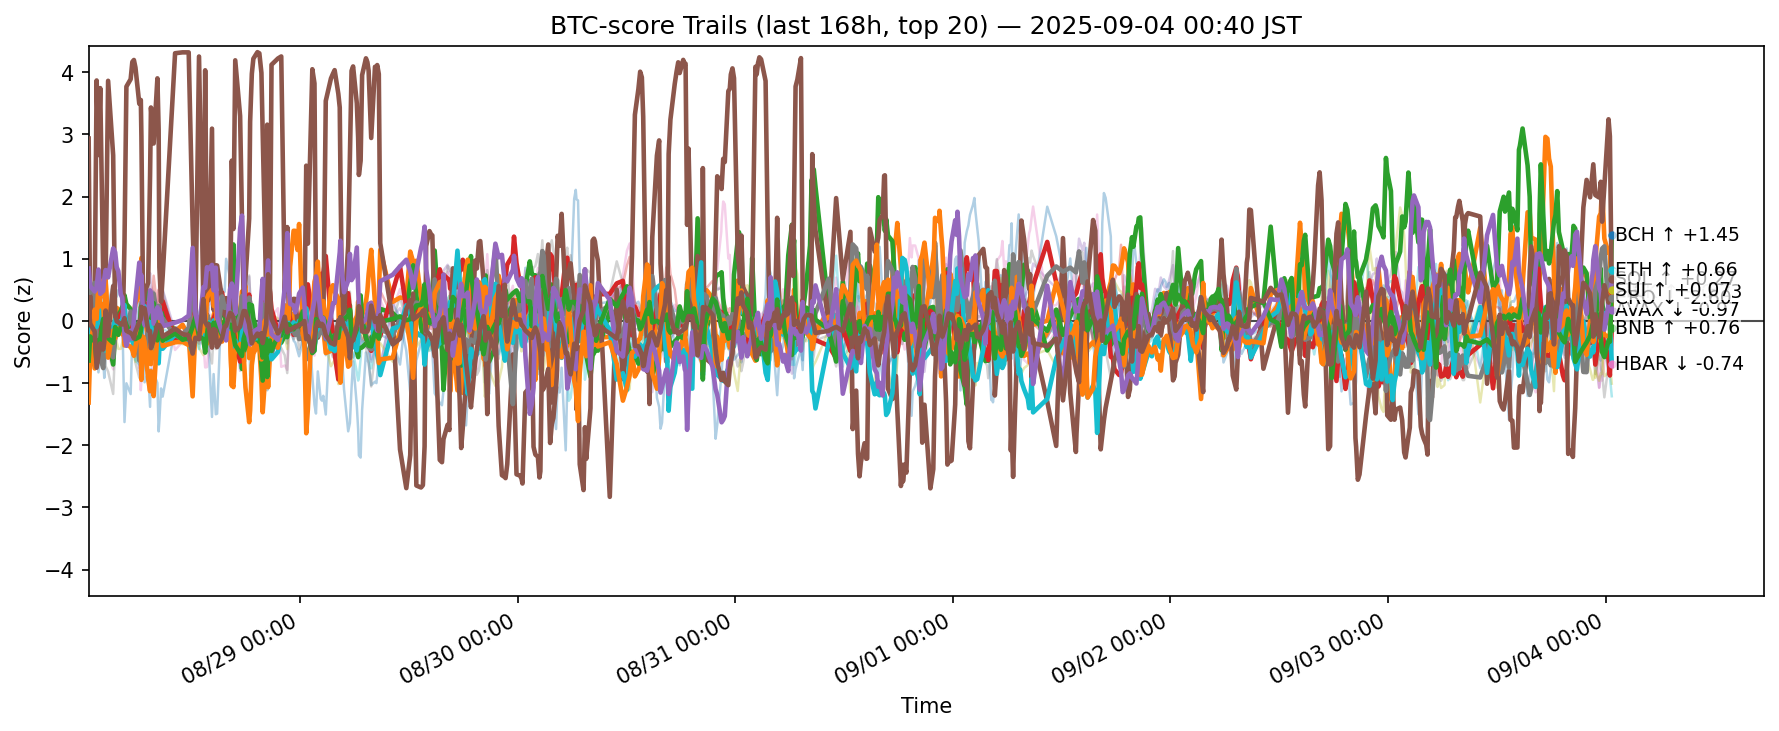 BTC-score Trails (last 168h, top 20) — 2025-09-04 00:40 JST
Score (z)
4
3
2
1
0
−1
−2
−3
−4
BCH ↑ +1.45
ETH ↑ +0.66
SUI ↑ +0.07
AVAX ↓ -0.97
BNB ↑ +0.76
HBAR ↓ -0.74
08/29 00:00
08/30 00:00
08/31 00:00
09/01 00:00
09/02 00:00
09/03 00:00
09/04 00:00
Time